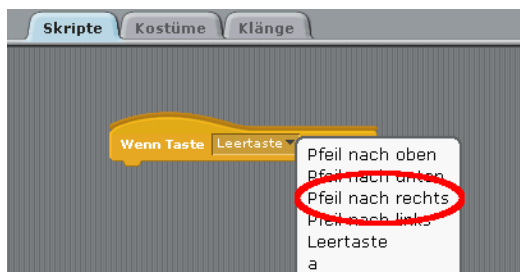 Skripte Kostüme Klänge
Wenn Taste Leertaste
Pfeil nach oben
Pfeil nach unten
Pfeil nach rechts
Pfeil nach links
Leertaste
a